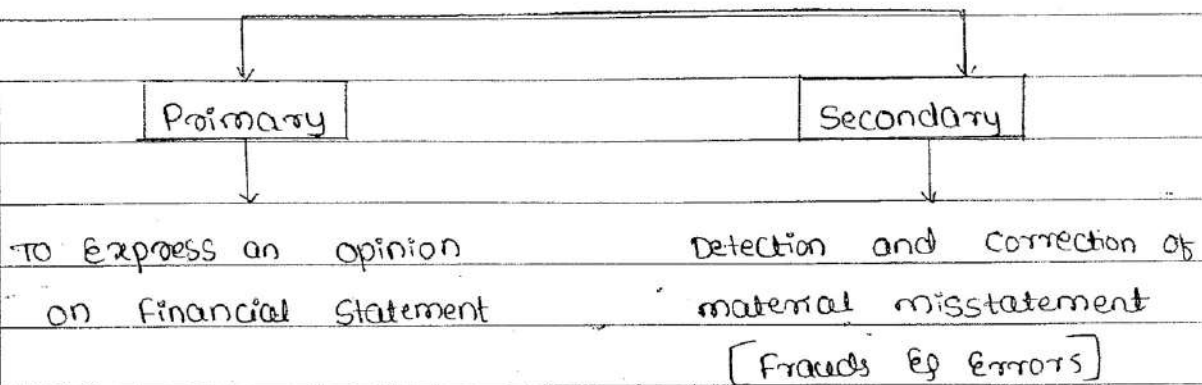 Primary
Secondary
To Express an opinion
on Financial Statement
Detection and Correction of
material misstatement
[Frauds & Errors]